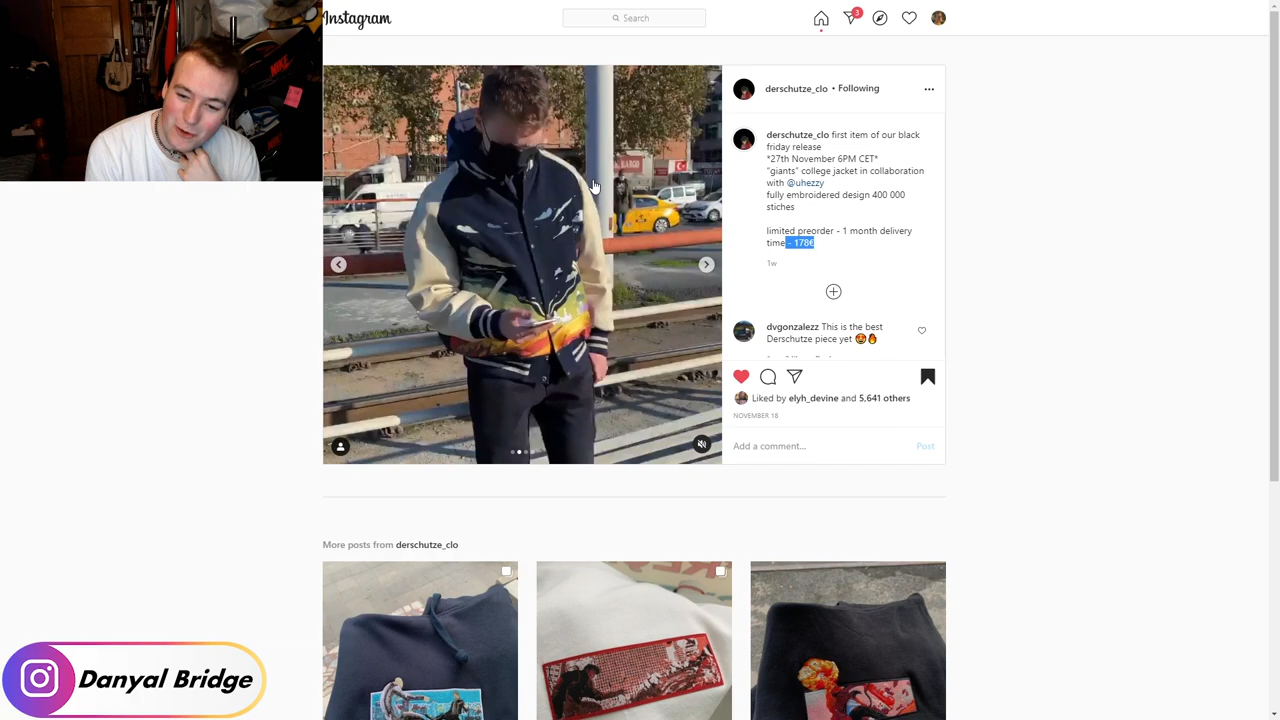 Instagram
Search
3
derschutze_clo • Following
derschutze_clo first item of our black
friday release
*27th November 6PM CET*
"giants" college jacket in collaboration
with @uhezzy
fully embroidered design 400 000
stiches
limited preorder - 1 month delivery
time - 178€
1w
dvgonzalezz This is the best
Derschutze piece yet 😍🔥
Liked by elyh_devine and 5,641 others
NOVEMBER 18
Add a comment...
Post
More posts from derschutze_clo
Danyal Bridge